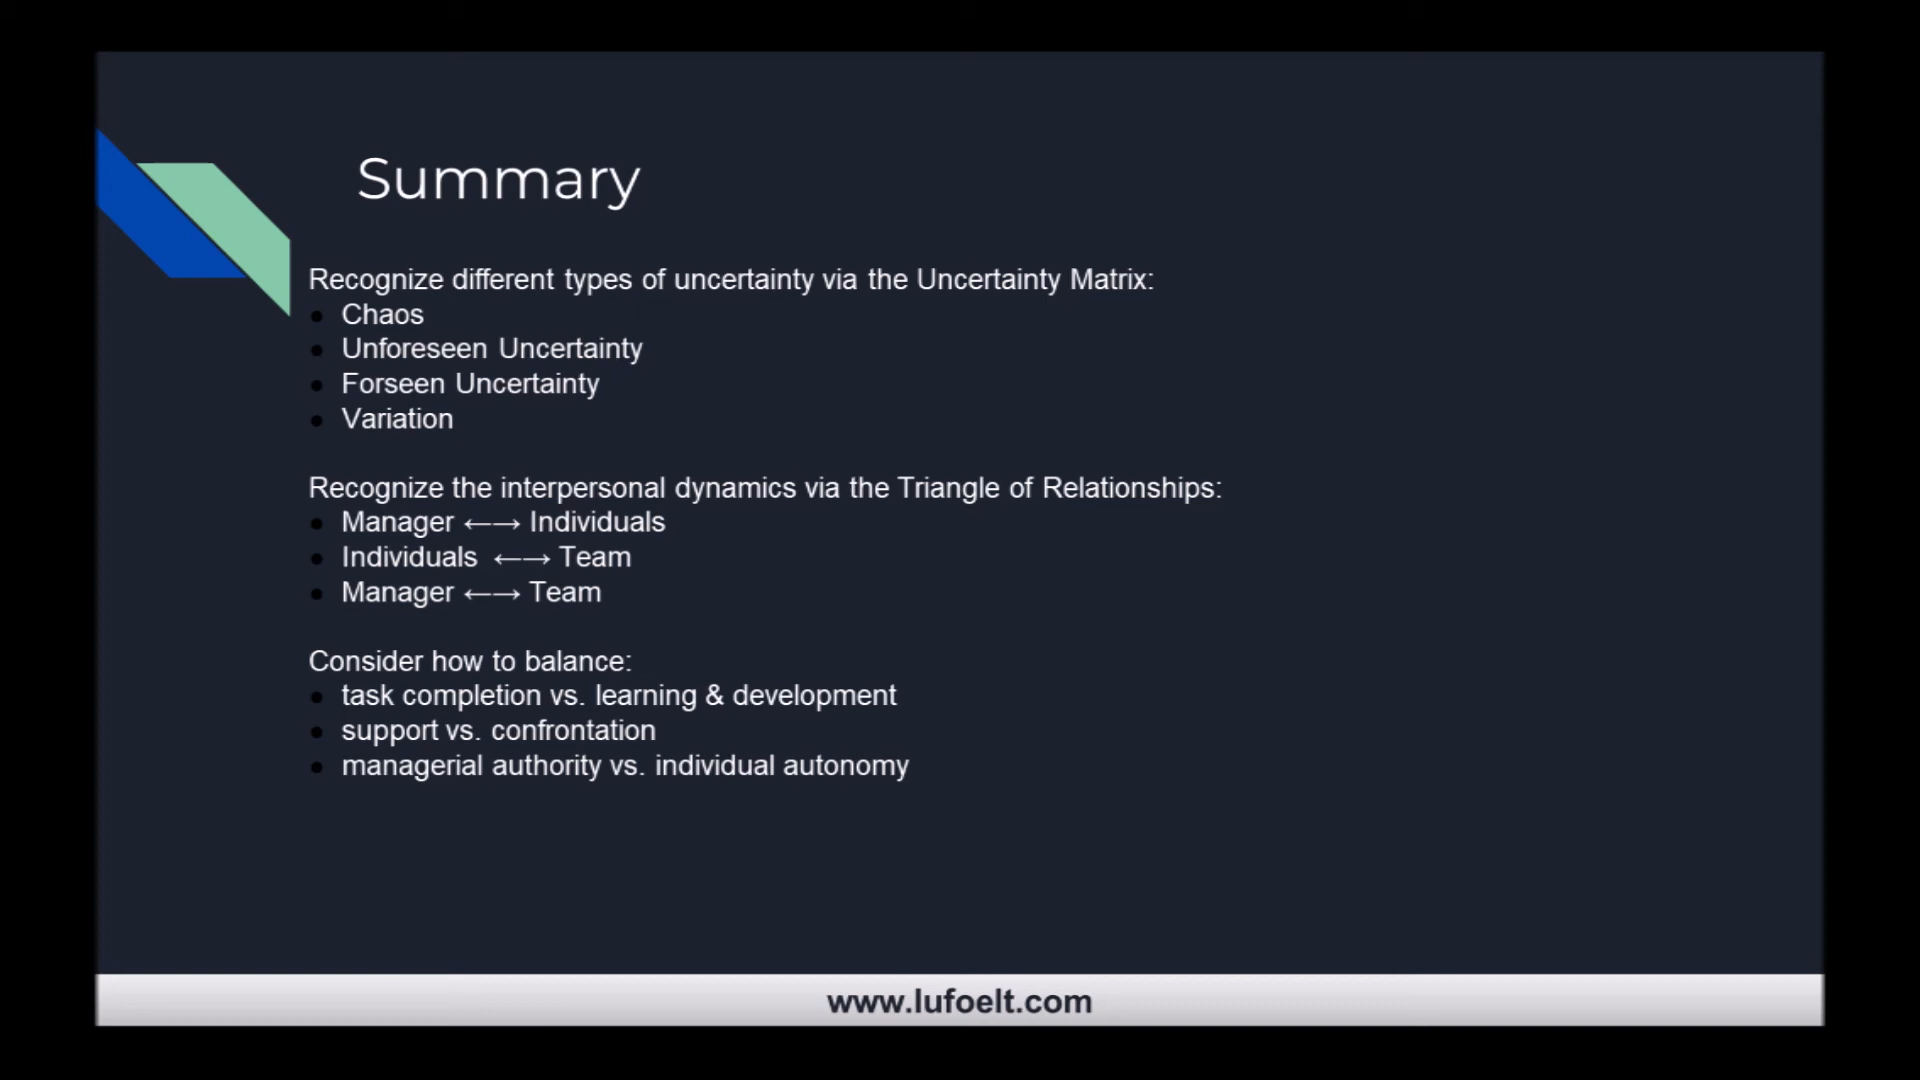 Summary
Recognize different types of uncertainty via the Uncertainty Matrix:
● Chaos
● Unforeseen Uncertainty
● Forseen Uncertainty
● Variation
Recognize the interpersonal dynamics via the Triangle of Relationships:
● Manager ←→ Individuals
● Individuals ←→ Team
● Manager ←→ Team
Consider how to balance:
● task completion vs. learning & development
● support vs. confrontation
● managerial authority vs. individual autonomy
www.lufoelt.com